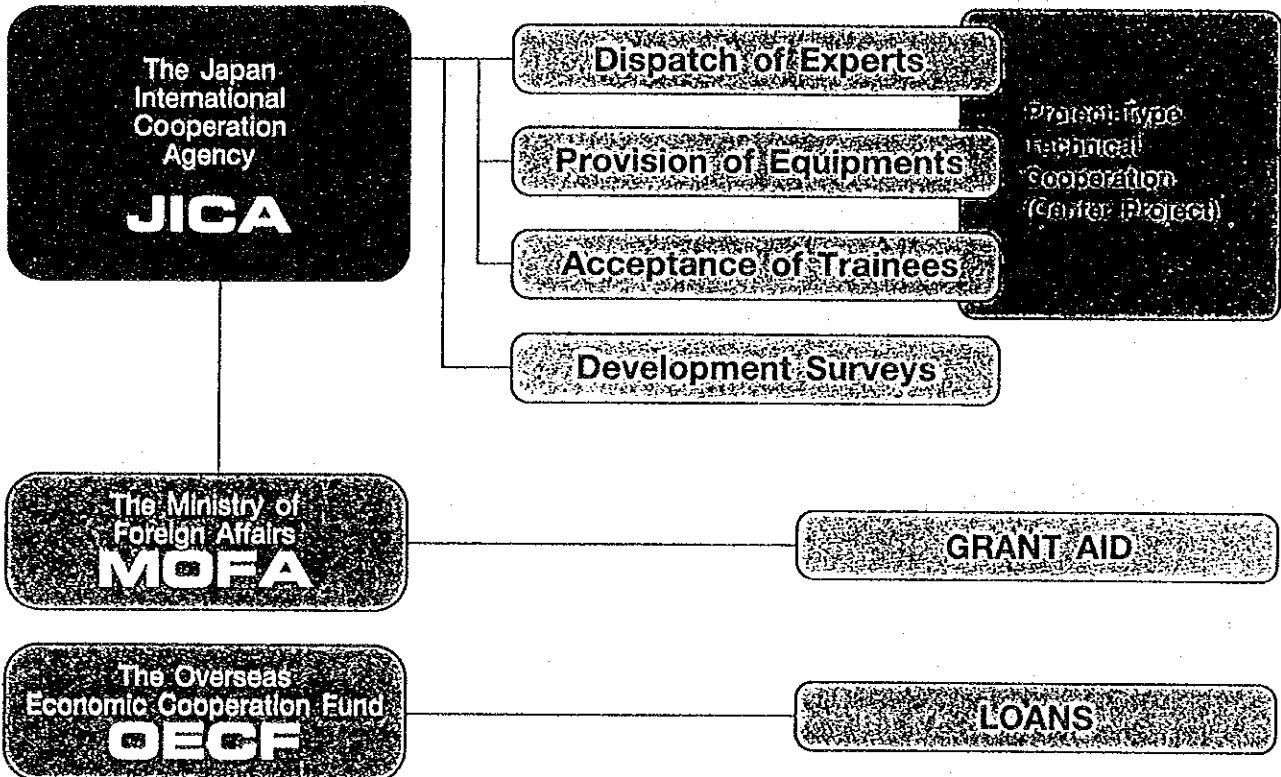 The Japan
International
Cooperation
Agency
JICA
Dispatch of Experts
Provision of Equipments
Acceptance of Trainees
Development Surveys
Project Type
Technical
Cooperation
(Center Project)
The Ministry of
Foreign Affairs
MOFA
GRANT AID
The Overseas
Economic Cooperation Fund
OECF
LOANS